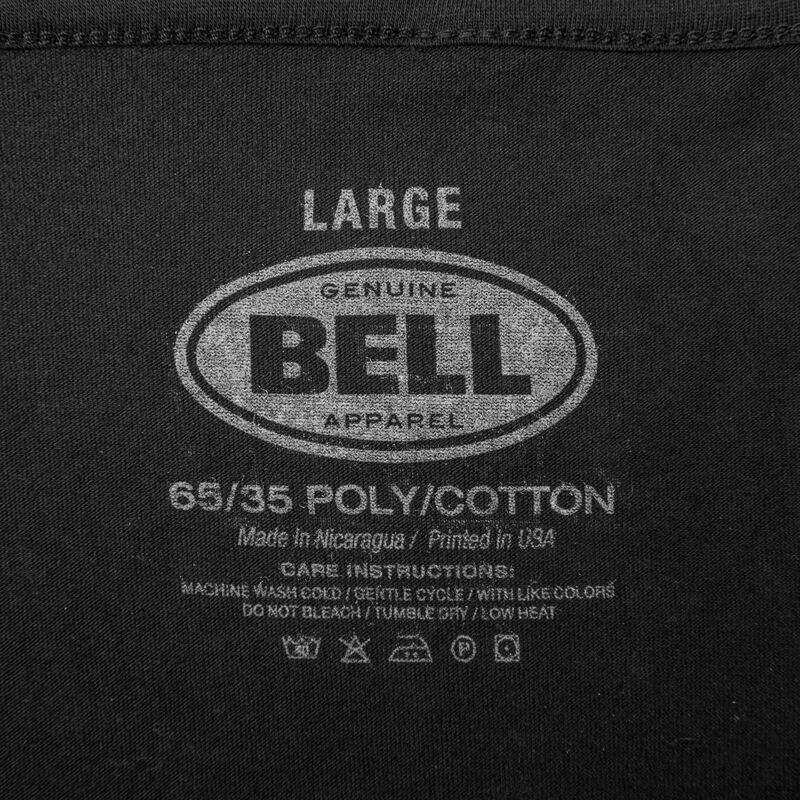 LARGE
GENUINE
BELL
APPAREL
65/35 POLY/COTTON
Made in Nicaragua / Printed in USA
CARE INSTRUCTIONS:
MACHINE WASH COLD / GENTLE CYCLE / WITH LIKE COLORS
DO NOT BLEACH / TUMBLE DRY / LOW HEAT
40 P